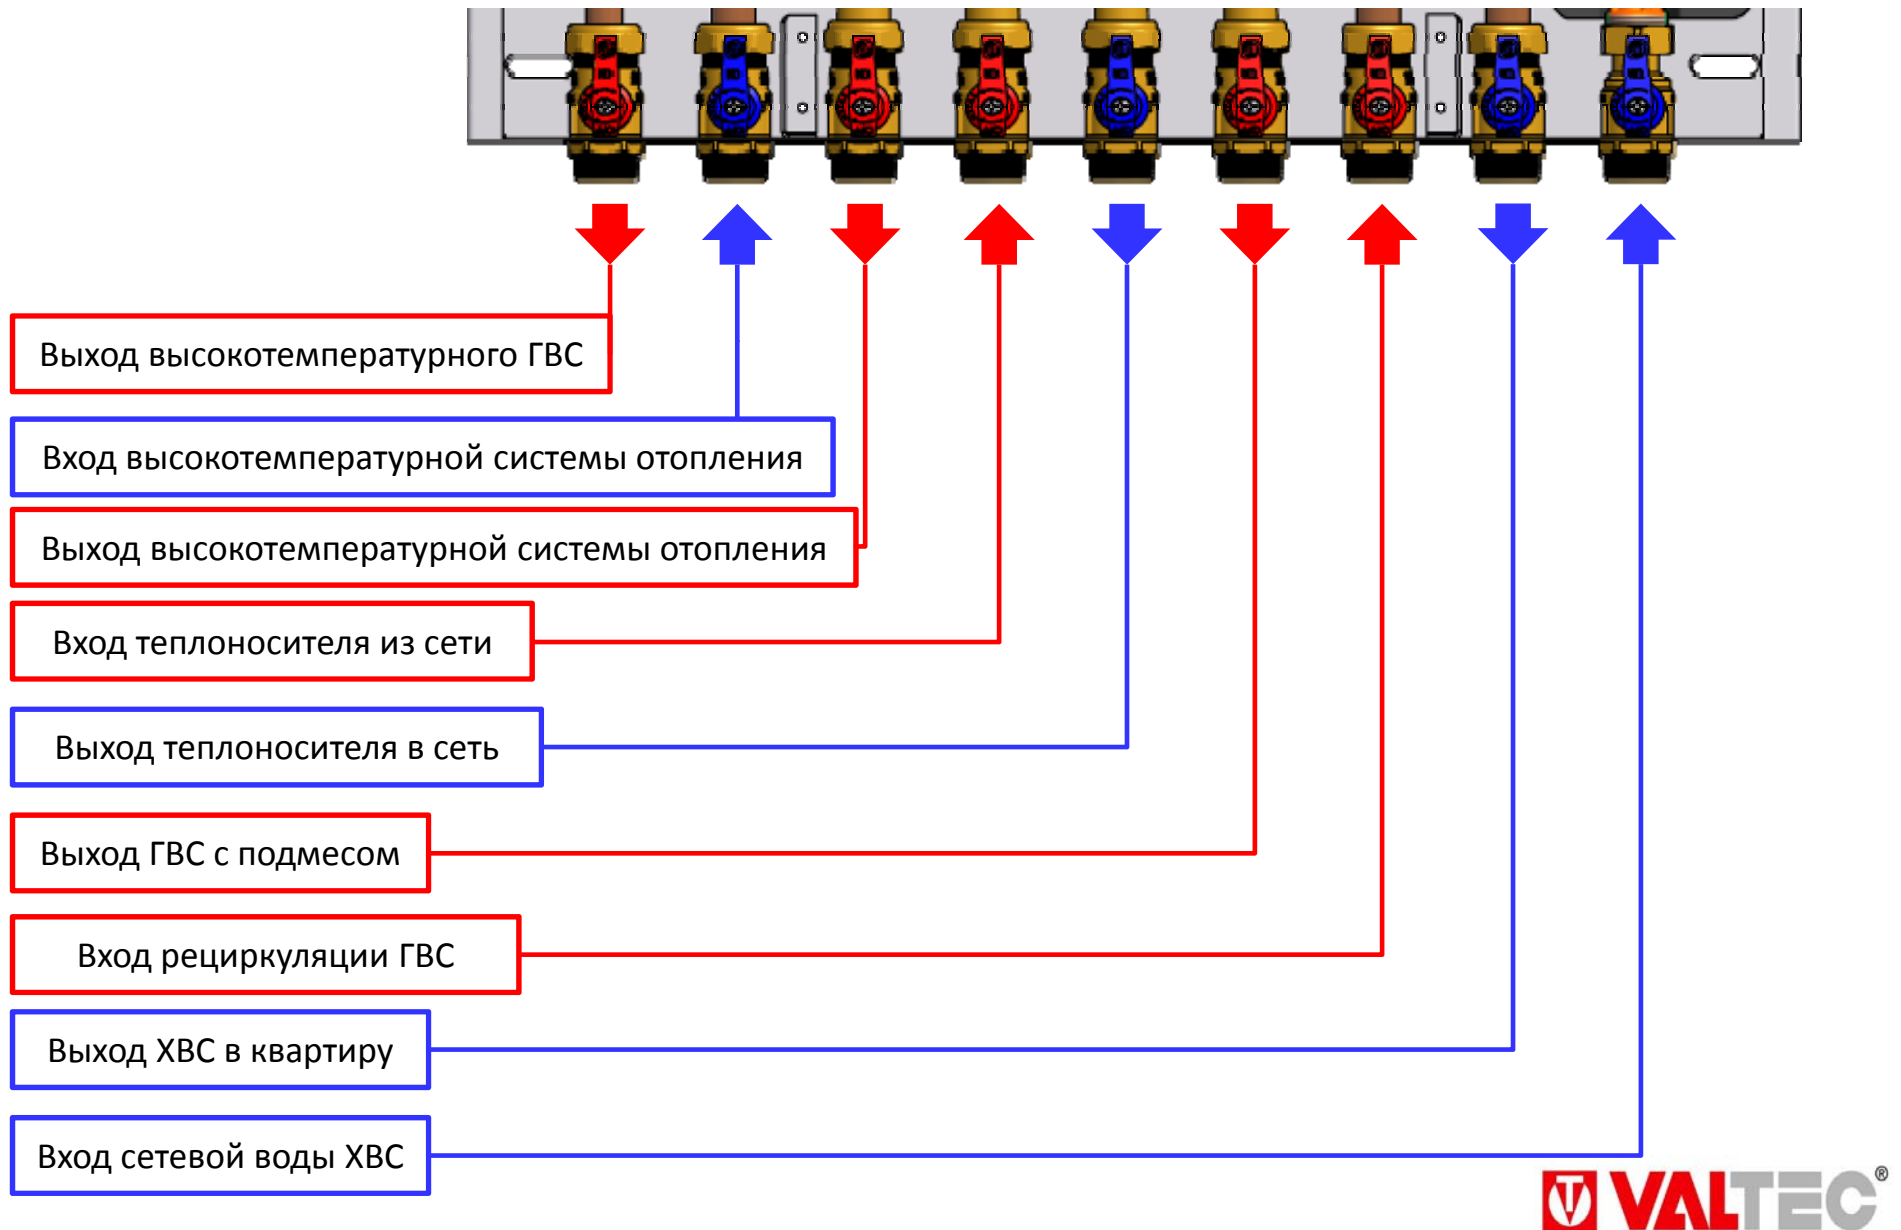 Выход высокотемпературного ГВС
Вход высокотемпературной системы отопления
Выход высокотемпературной системы отопления
Вход теплоносителя из сети
Выход теплоносителя в сеть
Выход ГВС с подмесом
Вход рециркуляции ГВС
Выход ХВС в квартиру
Вход сетевой воды ХВС
VALTEC®